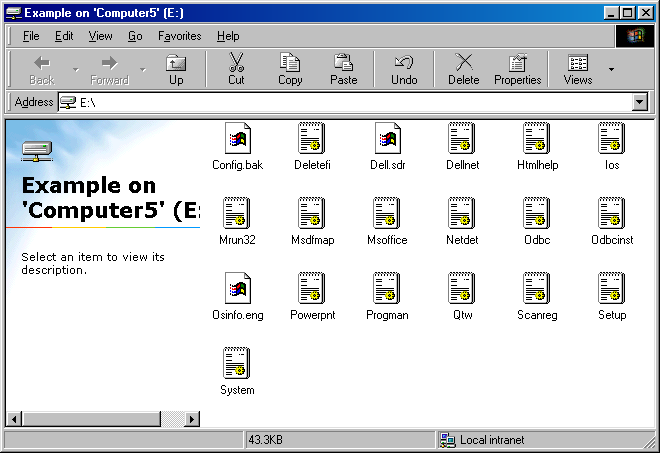 Example on 'Computer5' (E:)
File Edit View Go Favorites Help
Back Forward Up Cut Copy Paste Undo Delete Properties Views
Address E:\
Example on
'Computer5' (E:
Select an item to view its
description.
Config.bak Deletefi Dell.sdr Dellnet Htmlhelp Ios
Mrun32 Msdfmap Msoffice Netdet Odbc Odbcinst
Osinfo.eng Powerpnt Progman Qtw Scanreg Setup
System
43.3KB Local intranet